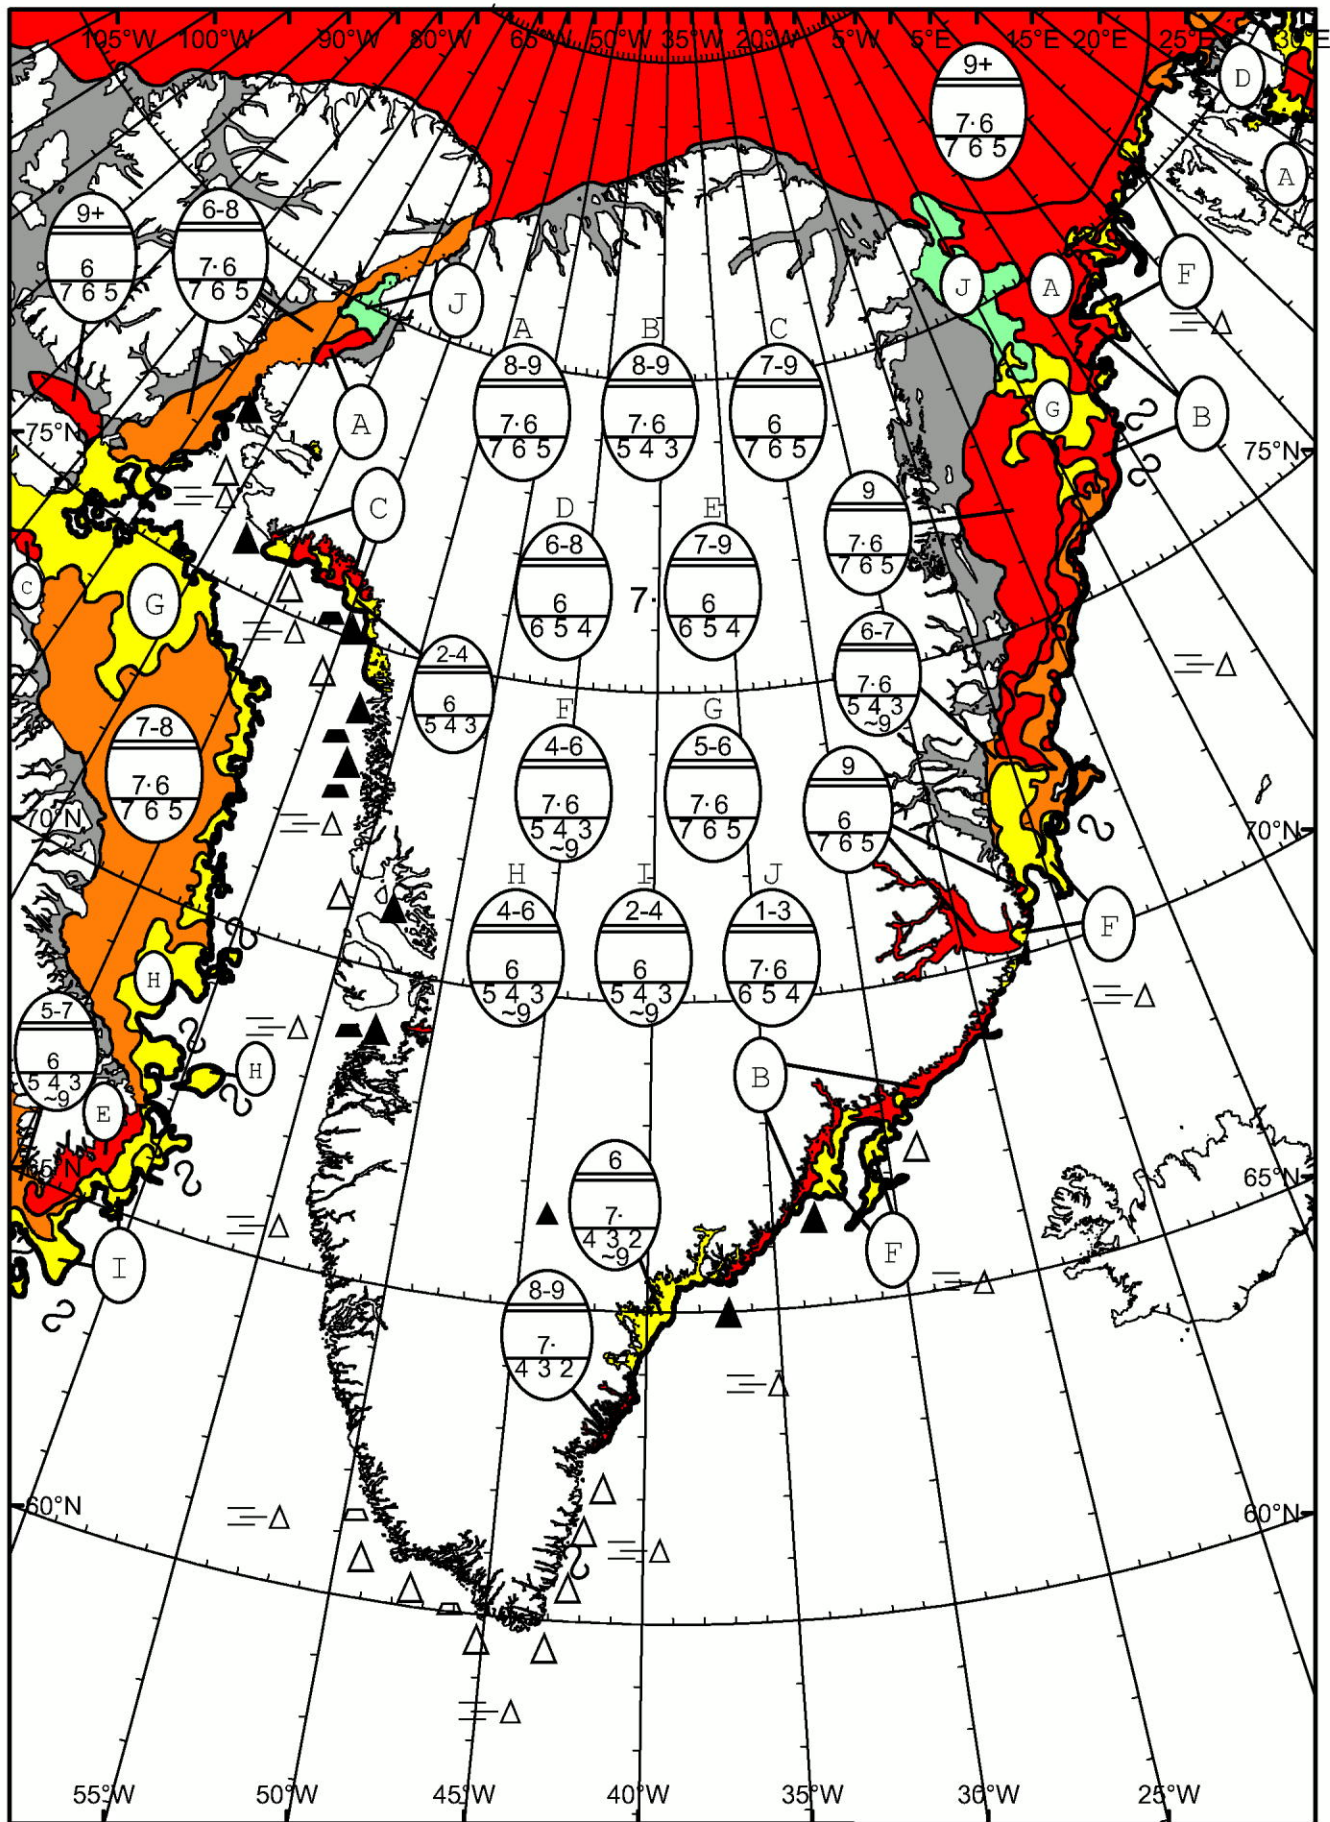 105°W 100°W 90°W 80°W 65°W 50°W 35°W 20°W 5°W 5°E 15°E 20°E 25°E 30°E
9+
7· 6
7 6 5
D
A
9+
6
7 6 5
6-8
7· 6
7 6 5
J
J
A
F
A
B
C
8-9
7· 6
7 6 5
8-9
7· 6
5 4 3
7-9
6
7 6 5
A
G
B
75°N
75°N
C
D
E
6-8
6
6 5 4
7·
7-9
6
6 5 4
9
7· 6
7 6 5
C
G
2-4
6
5 4 3
6-7
7· 6
5 4 3
~9
F
G
4-6
7· 6
5 4 3
~9
5-6
7· 6
7 6 5
7-8
7· 6
7 6 5
9
6
7 6 5
70°N
70°N
H
I
J
4-6
6
5 4 3
~9
2-4
6
5 4 3
~9
1-3
7· 6
6 5 4
F
H
5-7
6
5 4 3
~9
H
E
B
65°N
65°N
6
7·
4 3 2
~9
I
F
8-9
7·
4 3 2
60°N
60°N
55°W 50°W 45°W 40°W 35°W 30°W 25°W